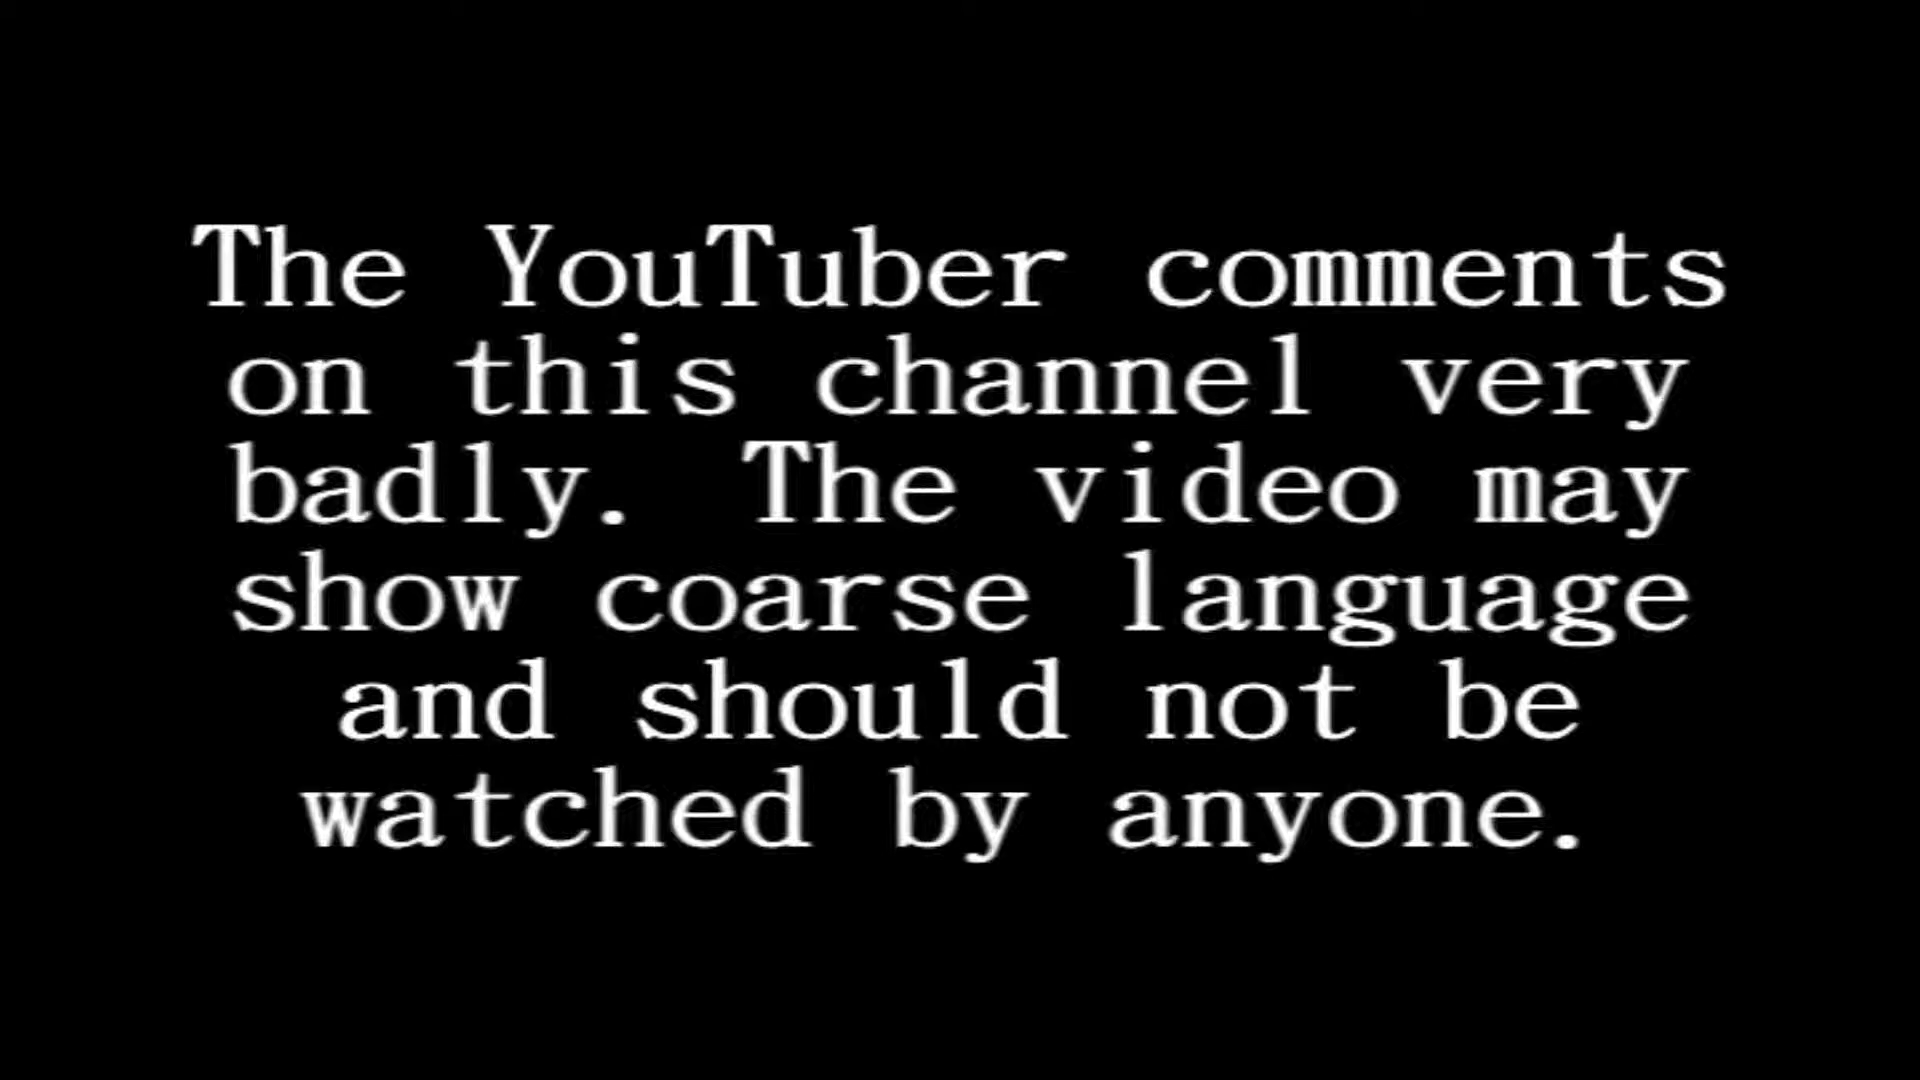 The YouTuber comments
on this channel very
badly. The video may
show coarse language
and should not be
watched by anyone.